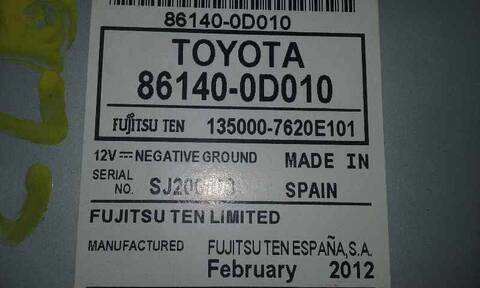 86140-0D010
TOYOTA
86140-0D010
FUJITSU TEN 135000-7620E101
12V NEGATIVE GROUND MADE IN
SERIAL
NO. SPAIN
FUJITSU TEN LIMITED
MANUFACTURED FUJITSU TEN ESPAÑA,S.A.
February 2012